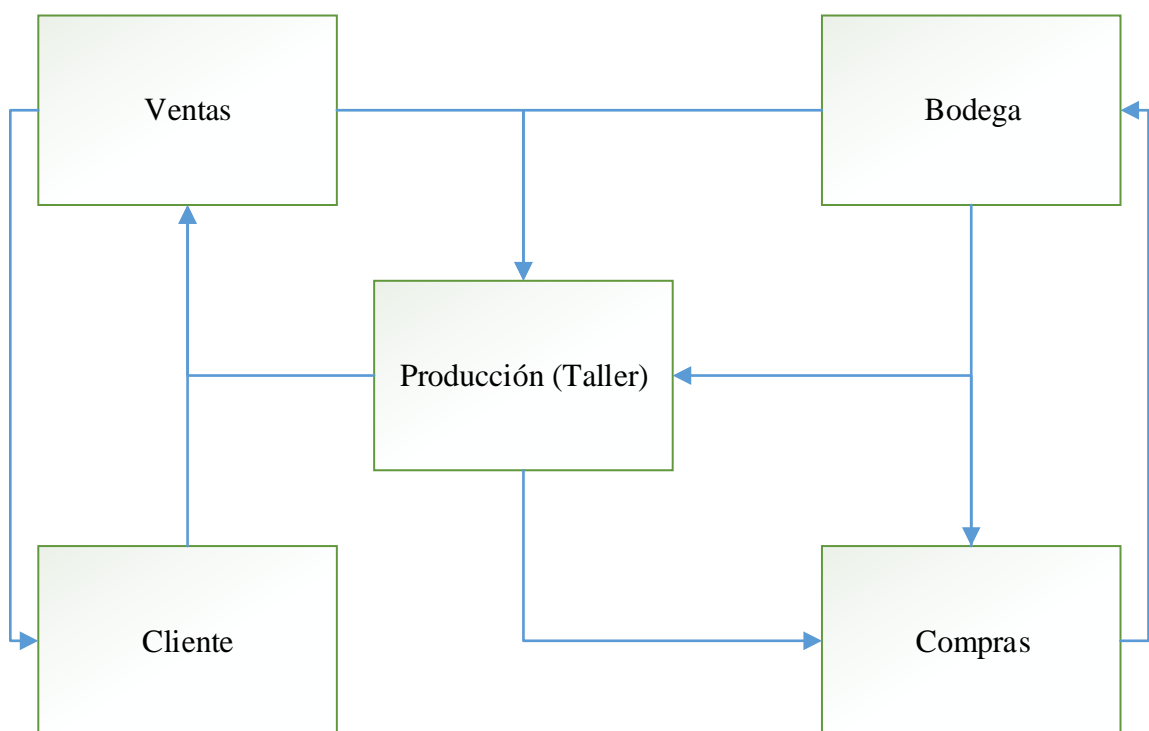 Ventas
Bodega
Producción (Taller)
Cliente
Compras